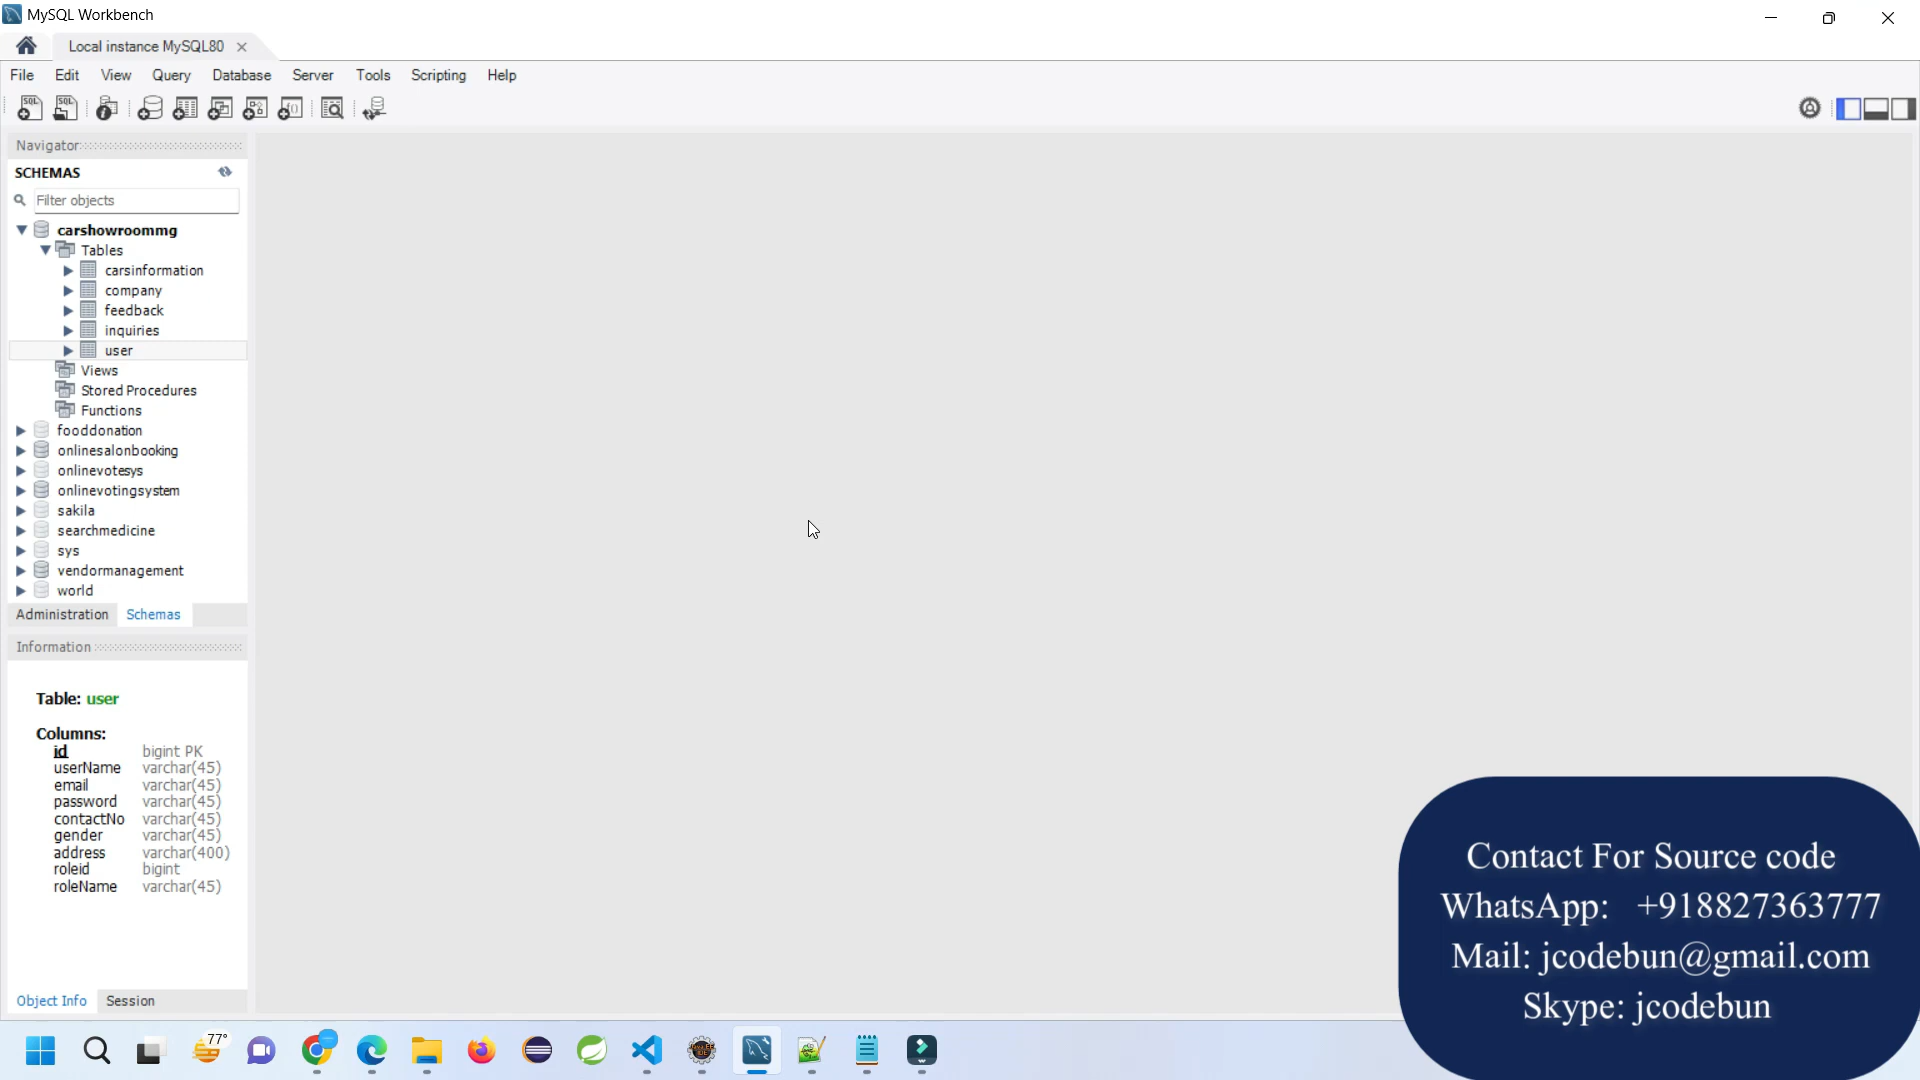 MySQL Workbench
Local instance MySQL80
File Edit View Query Database Server Tools Scripting Help
Navigator
SCHEMAS
Filter objects
carshowroommg
Tables
carsinformation
company
feedback
inquiries
user
Views
Stored Procedures
Functions
fooddonation
onlinesalonbooking
onlinevotesys
onlinevotingsystem
sakila
searchmedicine
sys
vendormanagement
world
Administration Schemas
Information
Table: user
Columns:
id bigint PK
userName varchar(45)
email varchar(45)
password varchar(45)
contactNo varchar(45)
gender varchar(45)
address varchar(400)
roleid bigint
roleName varchar(45)
Object Info Session
Contact For Source code
WhatsApp: +918827363777
Mail: jcodebun@gmail.com
Skype: jcodebun
77°